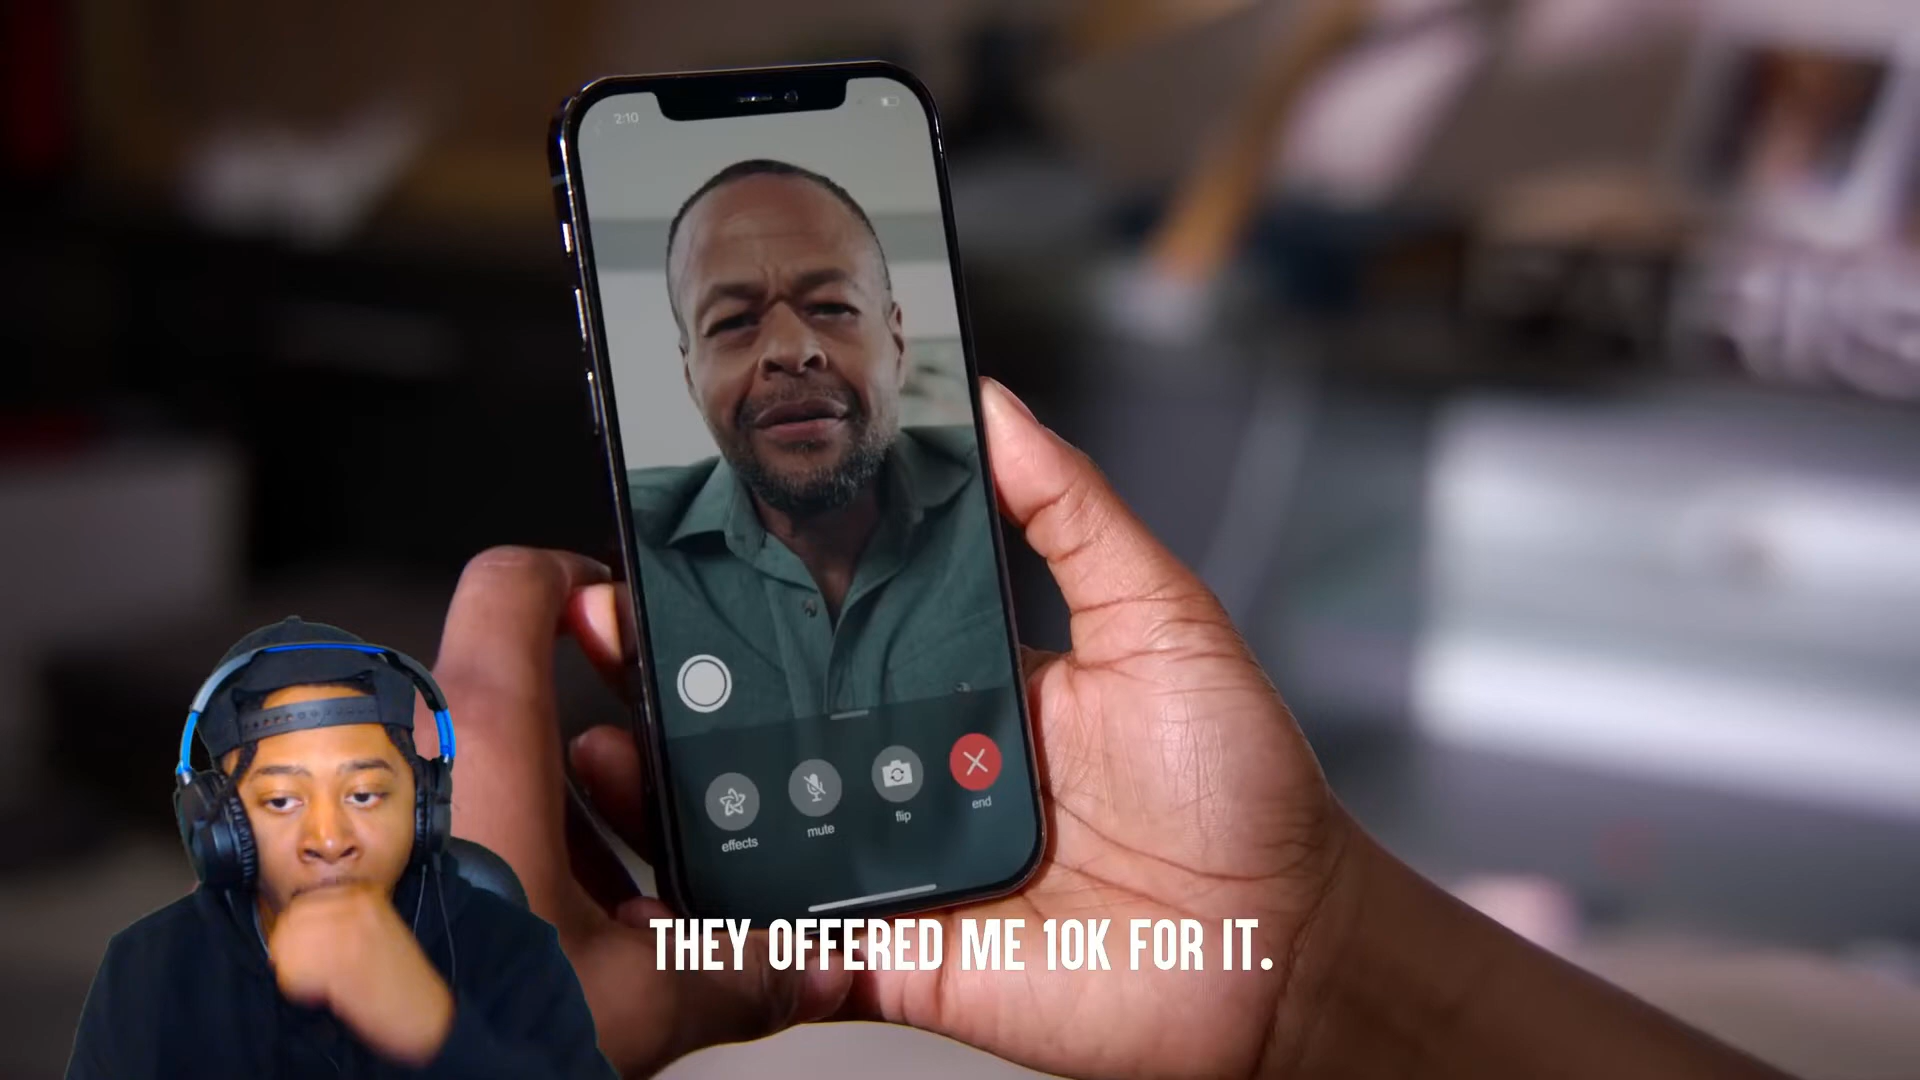 2:10
effects
mute
flip
end
THEY OFFERED ME 10K FOR IT.